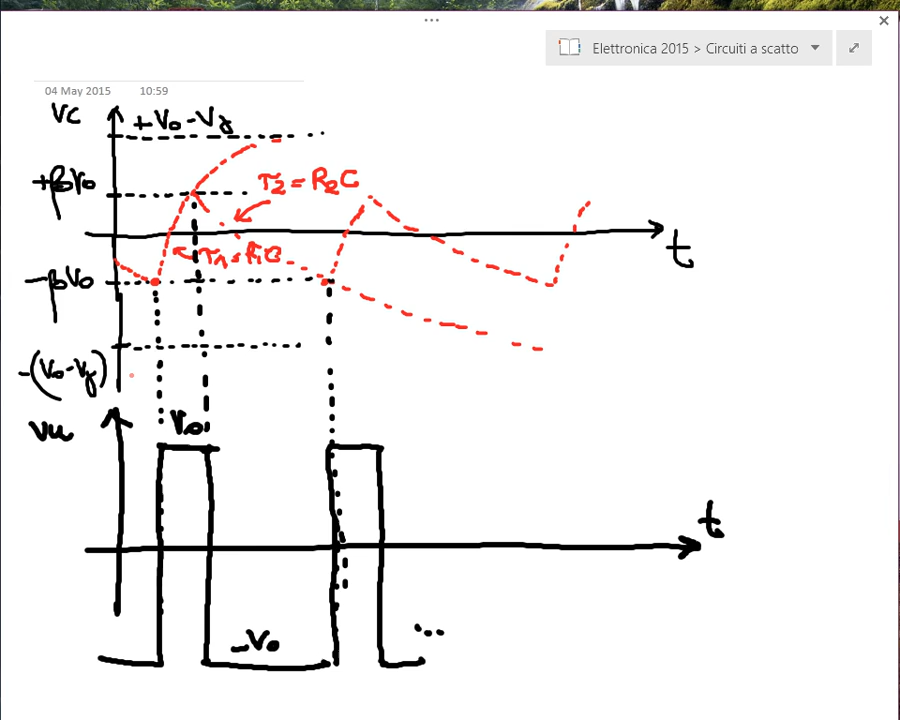 Elettronica 2015 > Circuiti a scatto
04 May 2015 10:59
Vc
+V₀-Vγ
+βV₀
τ₂=R₂C
t
τ₁=R₁C
-βV₀
-(V₀-Vγ)
V₀
Vu
t
-V₀
...